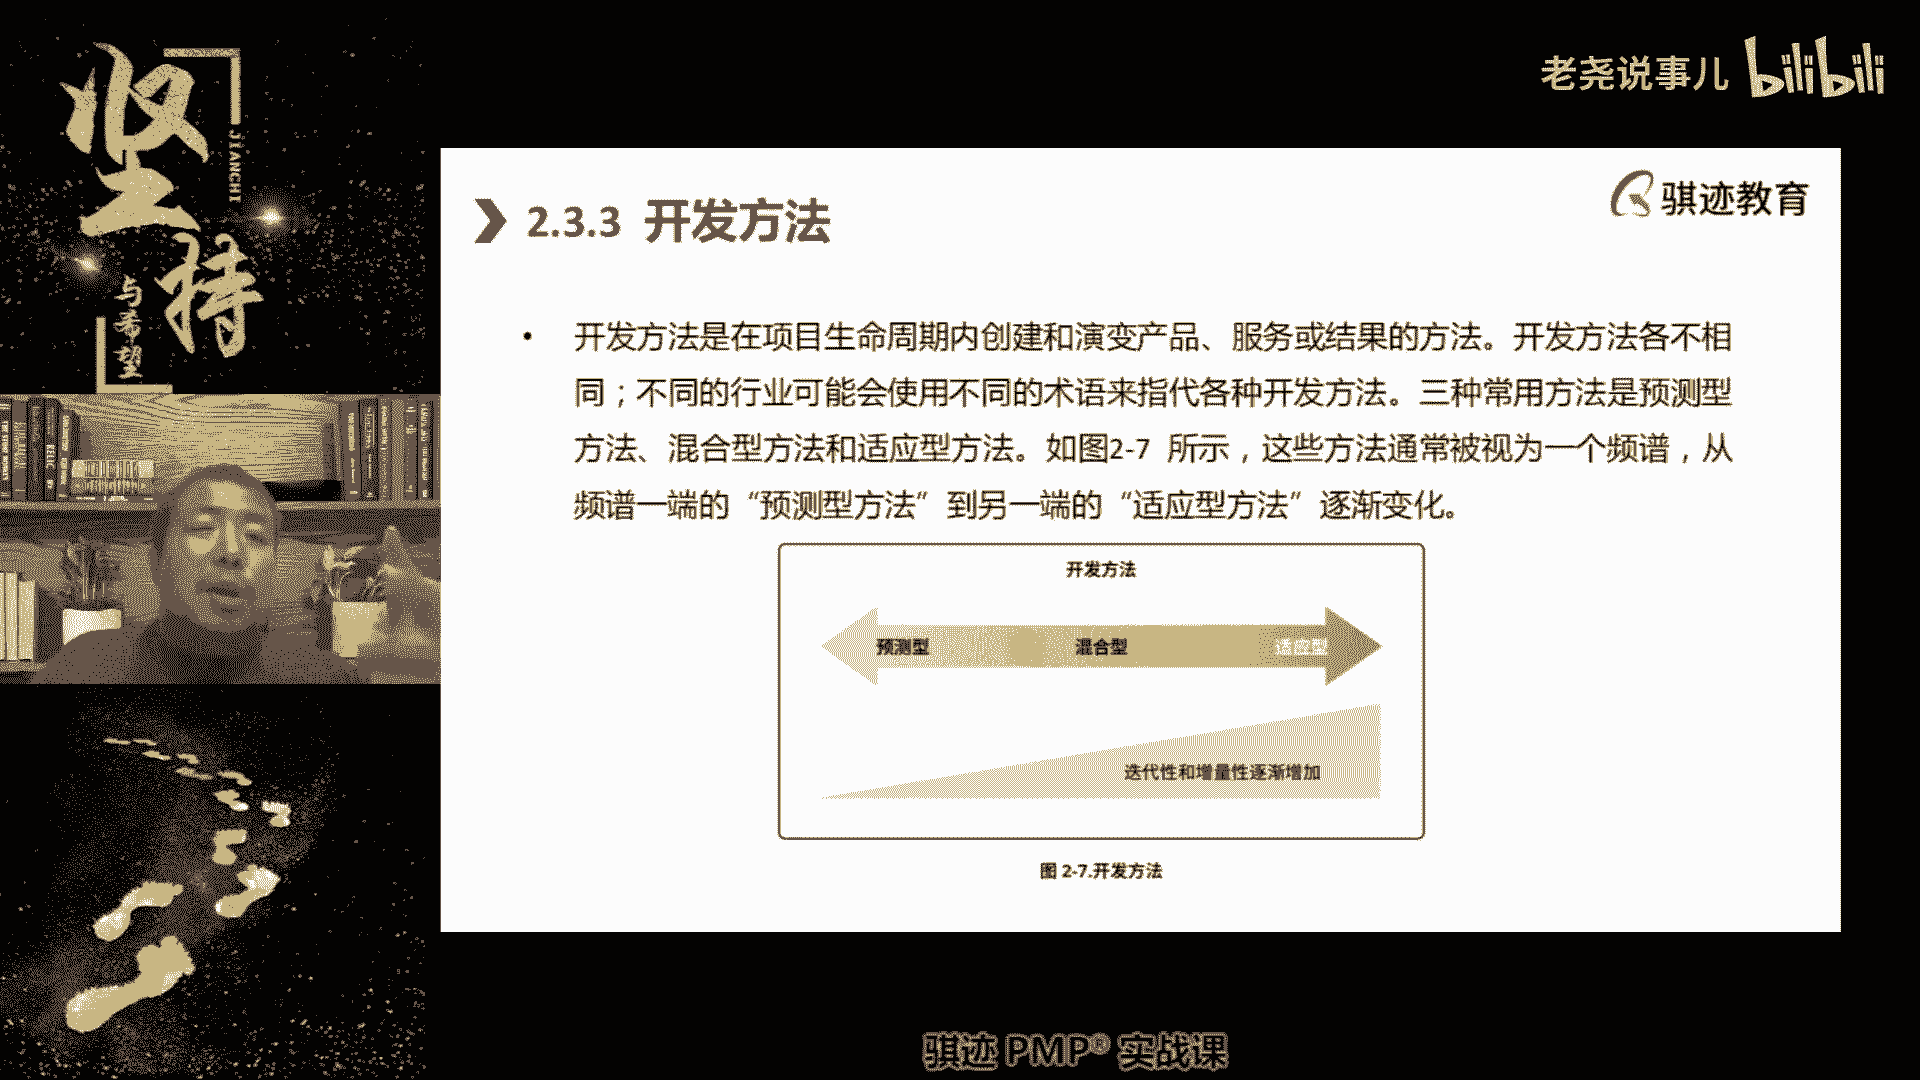 坚
JIANCHI
持
与希望
老尧说事儿 bilibili
骐迹教育
2.3.3 开发方法
• 开发方法是在项目生命周期内创建和演变产品、服务或结果的方法。开发方法各不相
同；不同的行业可能会使用不同的术语来指代各种开发方法。三种常用方法是预测型
方法、混合型方法和适应型方法。如图2-7 所示，这些方法通常被视为一个频谱，从
频谱一端的“预测型方法”到另一端的“适应型方法”逐渐变化。
开发方法
预测型 混合型 适应型
迭代性和增量性逐渐增加
图 2-7.开发方法
骐迹 PMP® 实战课